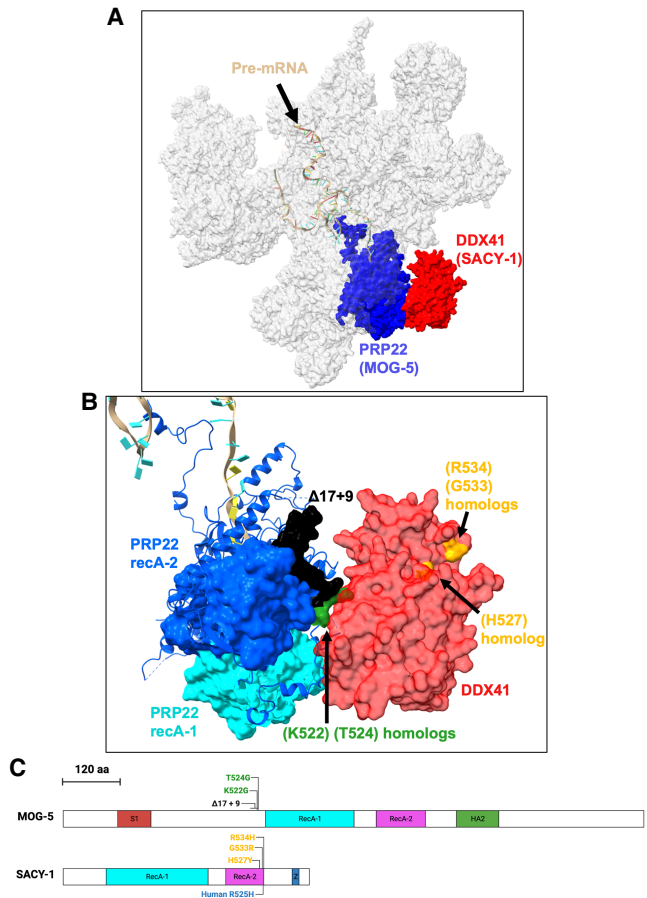 A
Pre-mRNA
DDX41
(SACY-1)
PRP22
(MOG-5)
B
(R534)
(G533)
homologs
Δ17+9
PRP22
recA-2
(H527)
homolog
DDX41
PRP22
recA-1
(K522) (T524) homologs
C
120 aa
T524G
K522G
Δ17 + 9
MOG-5
S1
RecA-1
RecA-2
HA2
R534H
G533R
H527Y
SACY-1
RecA-1
RecA-2
Z
Human R525H